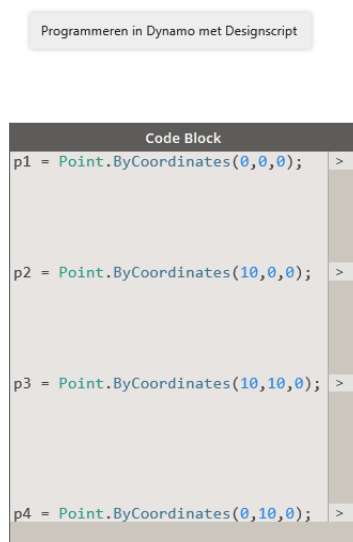 Programmeren in Dynamo met Designscript
Code Block
p1 = Point.ByCoordinates(0,0,0); >
p2 = Point.ByCoordinates(10,0,0); >
p3 = Point.ByCoordinates(10,10,0); >
p4 = Point.ByCoordinates(0,10,0); >